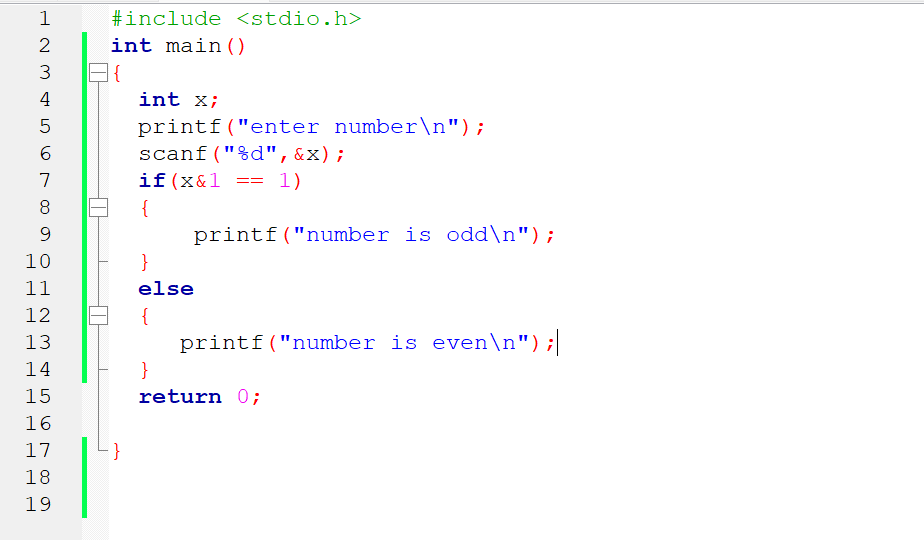 1 #include <stdio.h>
2 int main()
3 {
4 int x;
5 printf("enter number\n");
6 scanf("%d",&x);
7 if(x&1 == 1)
8 {
9 printf("number is odd\n");
10 }
11 else
12 {
13 printf("number is even\n");
14 }
15 return 0;
16
17 }
18
19